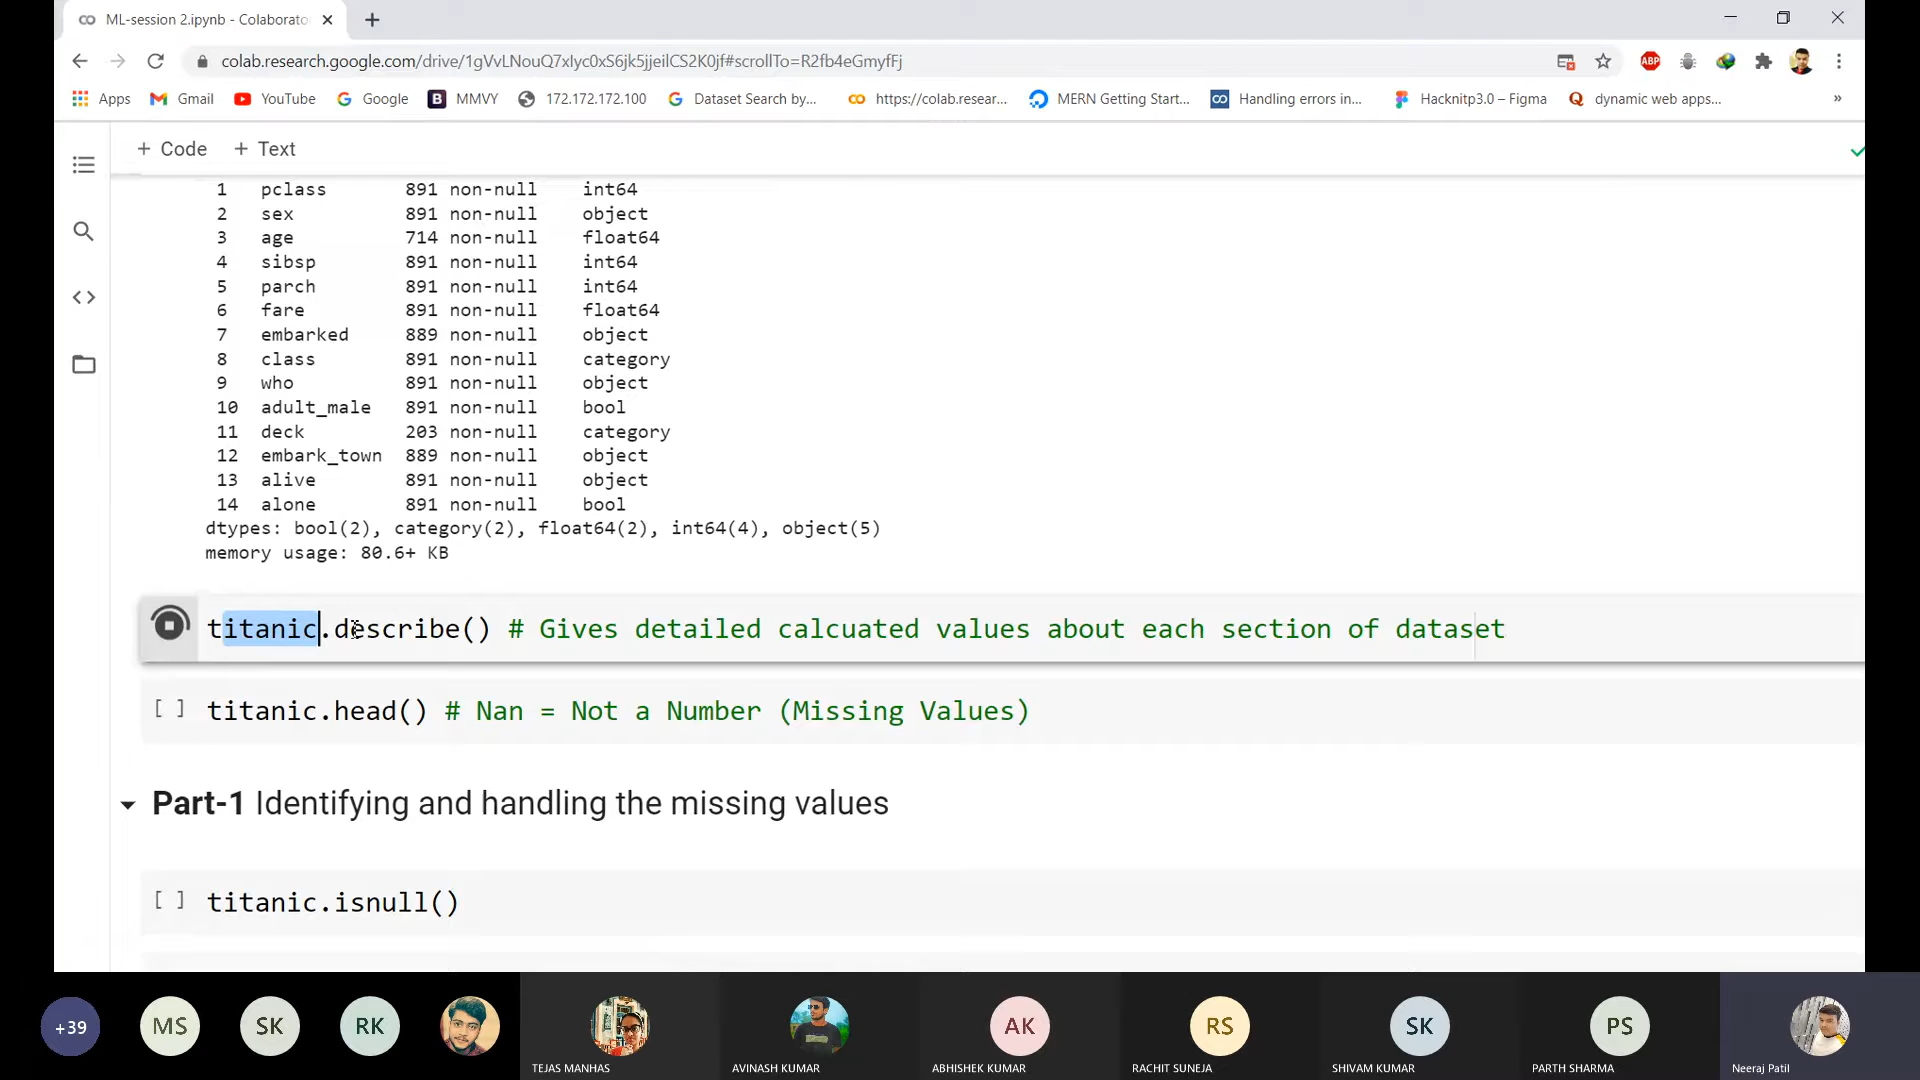 ML-session 2.ipynb - Colaborato
colab.research.google.com/drive/1gVvLNouQ7xIyc0xS6jk5jjeilCS2K0jf#scrollTo=R2fb4eGmyfFj
ABP
Apps Gmail YouTube Google MMVY 172.172.172.100 Dataset Search by... https://colab.resear... MERN Getting Start... Handling errors in... Hacknitp3.0 – Figma dynamic web apps... »
+ Code + Text
1 pclass 891 non-null int64
2 sex 891 non-null object
3 age 714 non-null float64
4 sibsp 891 non-null int64
5 parch 891 non-null int64
6 fare 891 non-null float64
7 embarked 889 non-null object
8 class 891 non-null category
9 who 891 non-null object
10 adult_male 891 non-null bool
11 deck 203 non-null category
12 embark_town 889 non-null object
13 alive 891 non-null object
14 alone 891 non-null bool
dtypes: bool(2), category(2), float64(2), int64(4), object(5)
memory usage: 80.6+ KB
titanic.describe() # Gives detailed calcuated values about each section of dataset
[ ] titanic.head() # Nan = Not a Number (Missing Values)
Part-1 Identifying and handling the missing values
[ ] titanic.isnull()
+39 MS SK RK AK RS SK PS
TEJAS MANHAS AVINASH KUMAR ABHISHEK KUMAR RACHIT SUNEJA SHIVAM KUMAR PARTH SHARMA Neeraj Patil